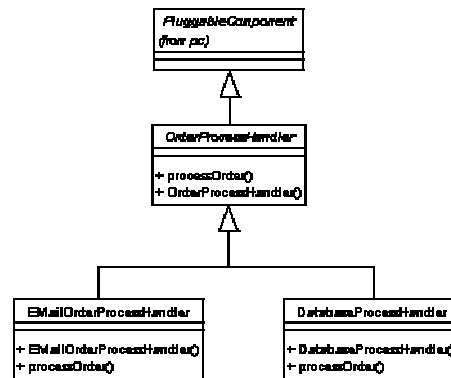 PluggableComponent
(from pc)
OrderProcessHandler
+ processOrder()
+ OrderProcessHandler()
EMailOrderProcessHandler
+ EMailOrderProcessHandler()
+ processOrder()
DatabaseProcessHandler
+ DatabaseProcessHandler()
+ processOrder()